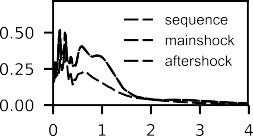 sequence
0.50
mainshock
aftershock
0.25
0.00
0 1 2 3 4